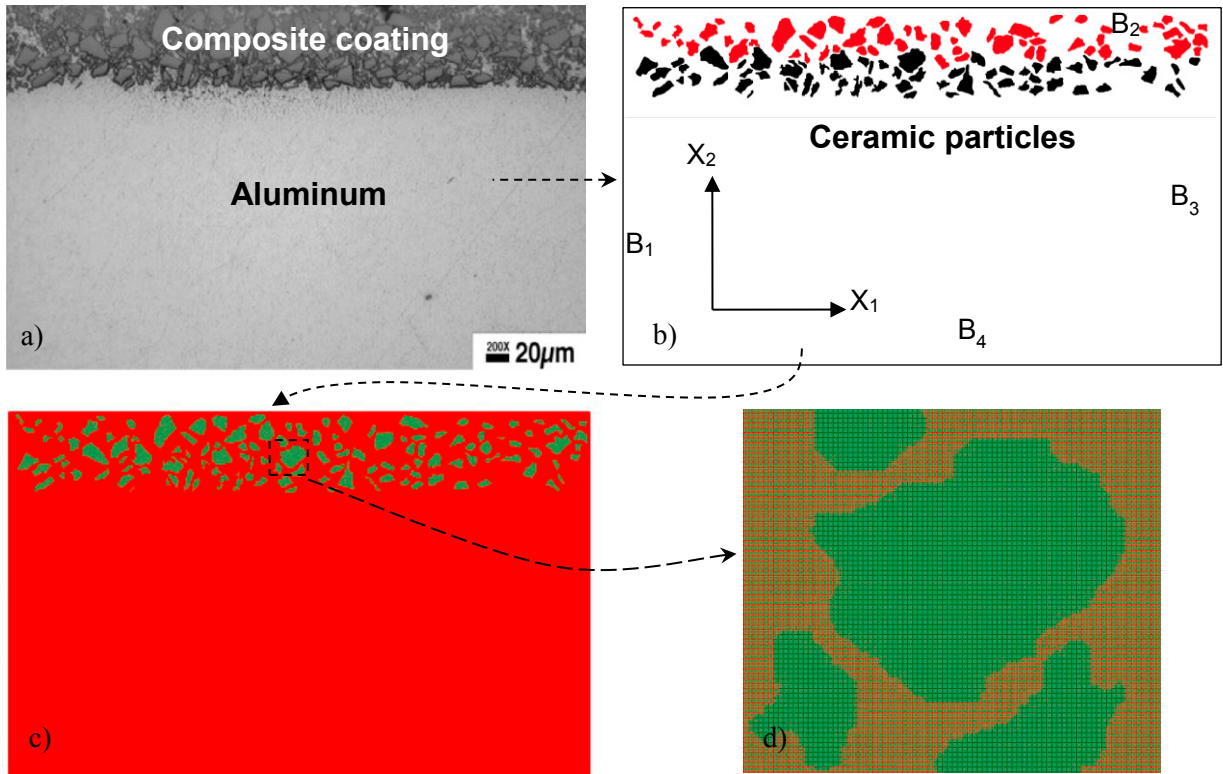 Composite coating
Aluminum
a)
200X
20µm
B2
Ceramic particles
X2
B3
B1
X1
b)
B4
c)
d)